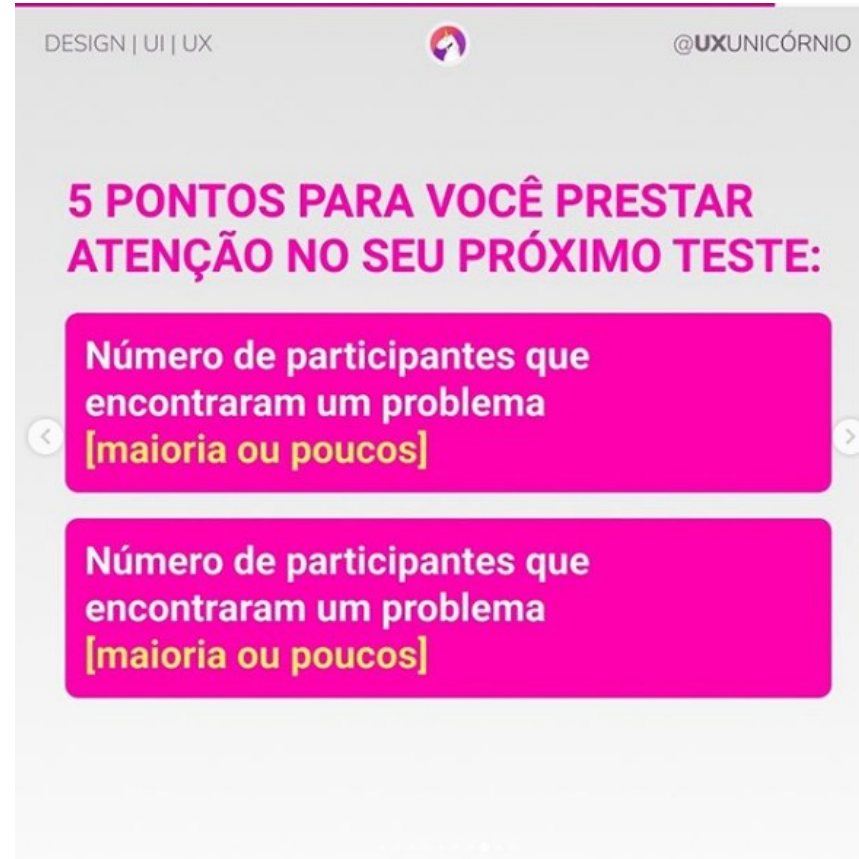 DESIGN | UI | UX
@UXUNICÓRNIO
5 PONTOS PARA VOCÊ PRESTAR
ATENÇÃO NO SEU PRÓXIMO TESTE:
Número de participantes que
encontraram um problema
[maioria ou poucos]
Número de participantes que
encontraram um problema
[maioria ou poucos]